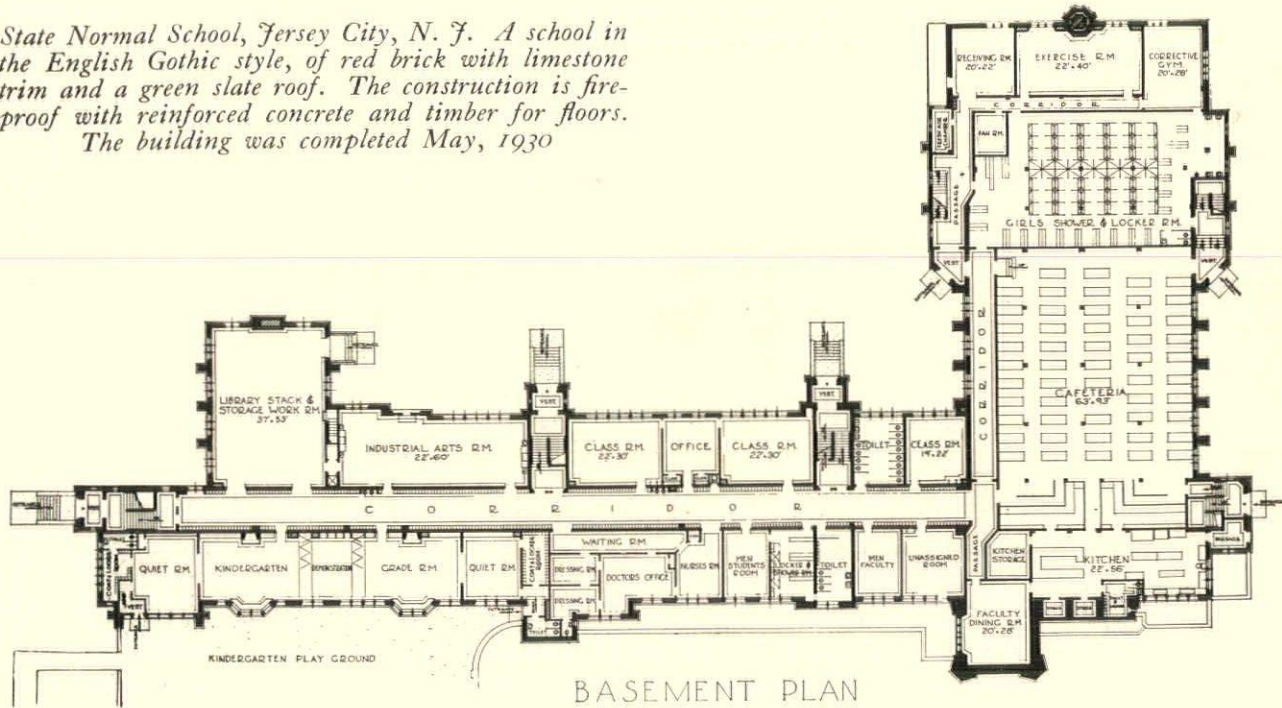 State Normal School, Jersey City, N. J. A school in
the English Gothic style, of red brick with limestone
trim and a green slate roof. The construction is fire-
proof with reinforced concrete and timber for floors.
The building was completed May, 1930
RECEIVING RM.
20'·22'
EXERCISE RM.
22'·40'
CORRECTIVE
GYM.
20'·28'
CORRIDOR
FAN RM.
PASSAGE
GIRLS SHOWER & LOCKER RM.
VEST.
VEST.
CORRIDOR
CAFETERIA
63'·93'
LIBRARY STACK &
STORAGE WORK RM.
37'·53'
INDUSTRIAL ARTS RM.
22'·60'
VEST.
CLASS RM.
22'·30'
OFFICE
CLASS RM.
22'·30'
VEST.
TOILET
CLASS RM.
19'·22'
CORRIDOR
QUIET RM.
KINDERGARTEN
DEMONSTRATION
GRADE RM.
QUIET RM.
WAITING RM.
DRESSING RM.
DRESSING RM.
DOCTORS OFFICE
NURSES RM.
MEN
STUDENTS
ROOM
LOCKER &
SHOWER RM.
TOILET
MEN
FACULTY
UNASSIGNED
ROOM
PASSAGE
KITCHEN
STORAGE
KITCHEN
22'·56'
FACULTY
DINING RM.
20'·28'
TOILET
KINDERGARTEN PLAY GROUND
BASEMENT PLAN